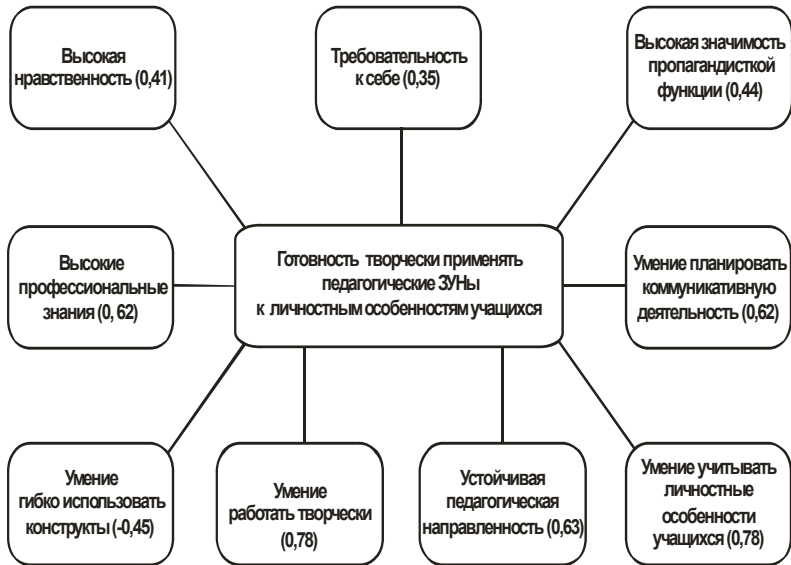 Высокая
нравственность (0,41)
Требовательность
к себе (0,35)
Высокая значимость
пропагандисткой
функции (0,44)
Высокие
профессиональные
знания (0, 62)
Готовность творчески применять
педагогические ЗУНы
к личностным особенностям учащихся
Умение планировать
коммуникативную
деятельность (0,62)
Умение
гибко использовать
конструкты (-0,45)
Умение
работать творчески
(0,78)
Устойчивая
педагогическая
направленность (0,63)
Умение учитывать
личностные
особенности
учащихся (0,78)